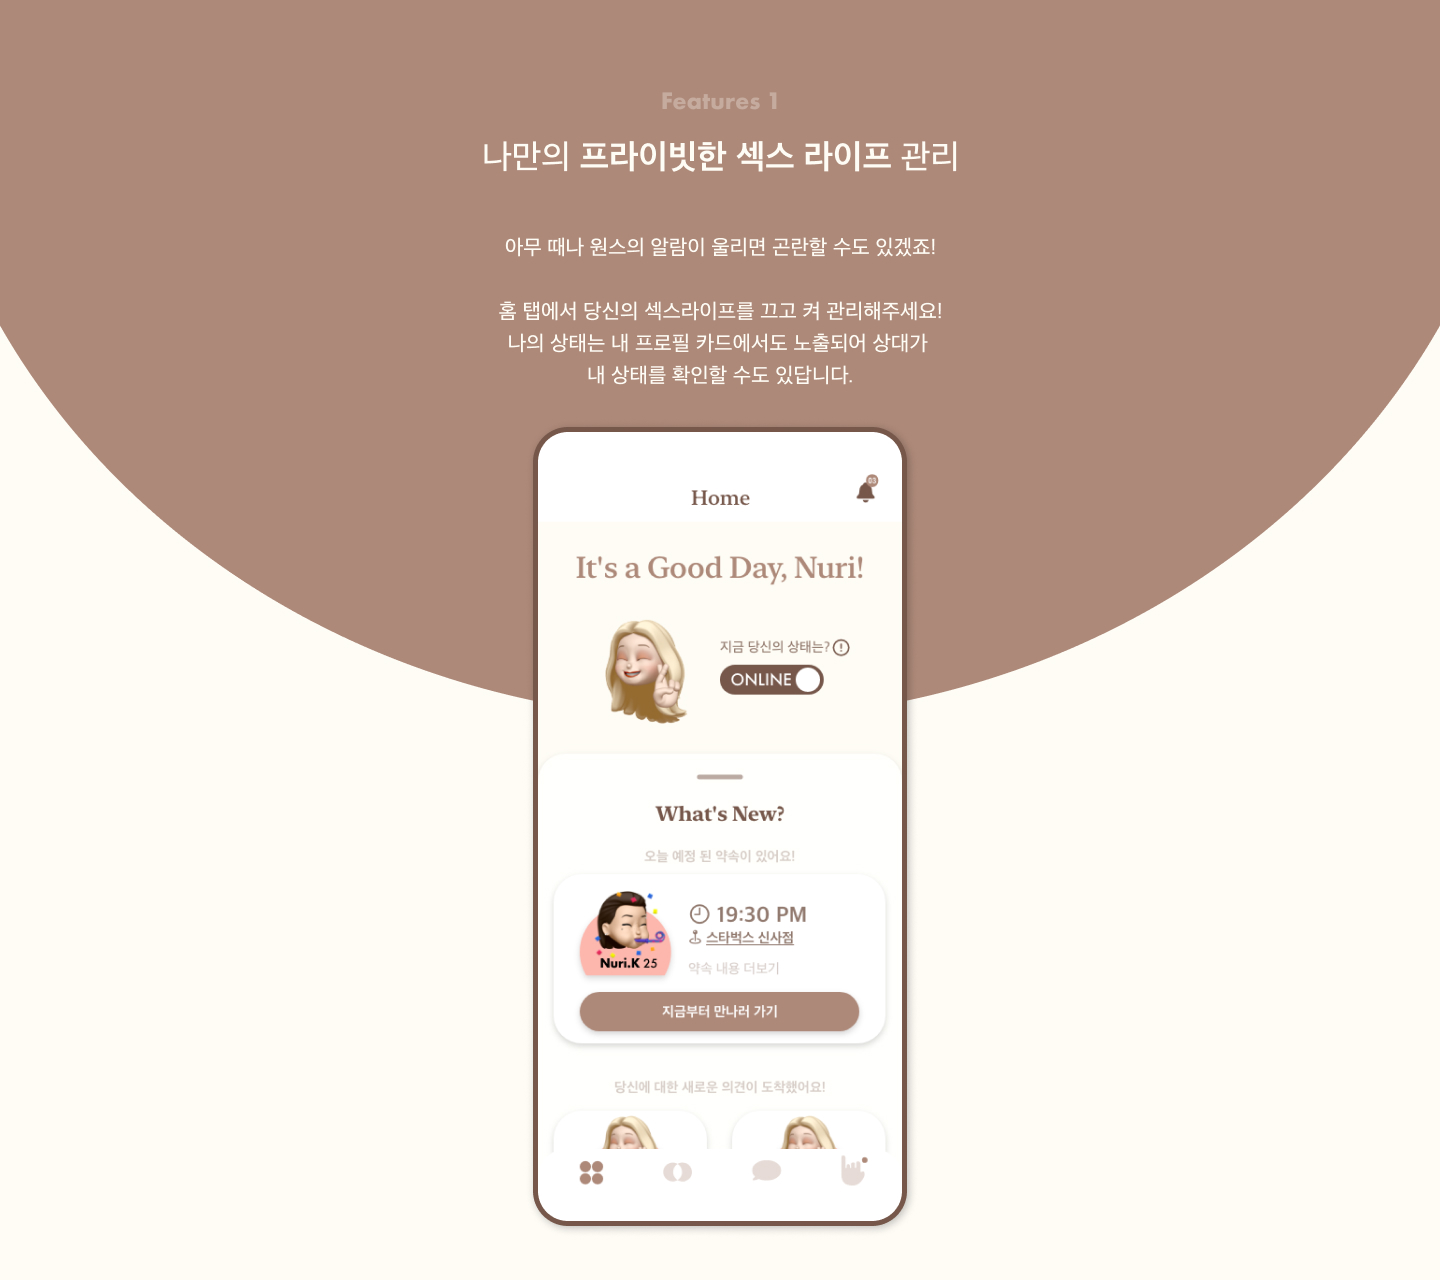 Features 1
나만의 프라이빗한 섹스 라이프 관리
아무 때나 원스의 알람이 울리면 곤란할 수도 있겠죠!
홈 탭에서 당신의 섹스라이프를 끄고 켜 관리해주세요!
나의 상태는 내 프로필 카드에서도 노출되어 상대가
내 상태를 확인할 수도 있답니다.
03
Home
It's a Good Day, Nuri!
지금 당신의 상태는?
ONLINE
What's New?
오늘 예정 된 약속이 있어요!
19:30 PM
스타벅스 신사점
Nuri.K 25
약속 내용 더보기
지금부터 만나러 가기
당신에 대한 새로운 의견이 도착했어요!